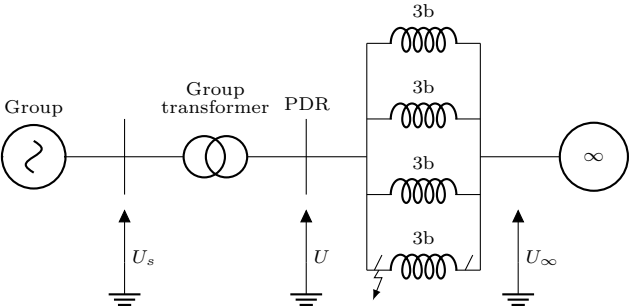 3b
3b
Group
transformer
PDR
Group
∞
3b
3b
U_s
U
U_∞